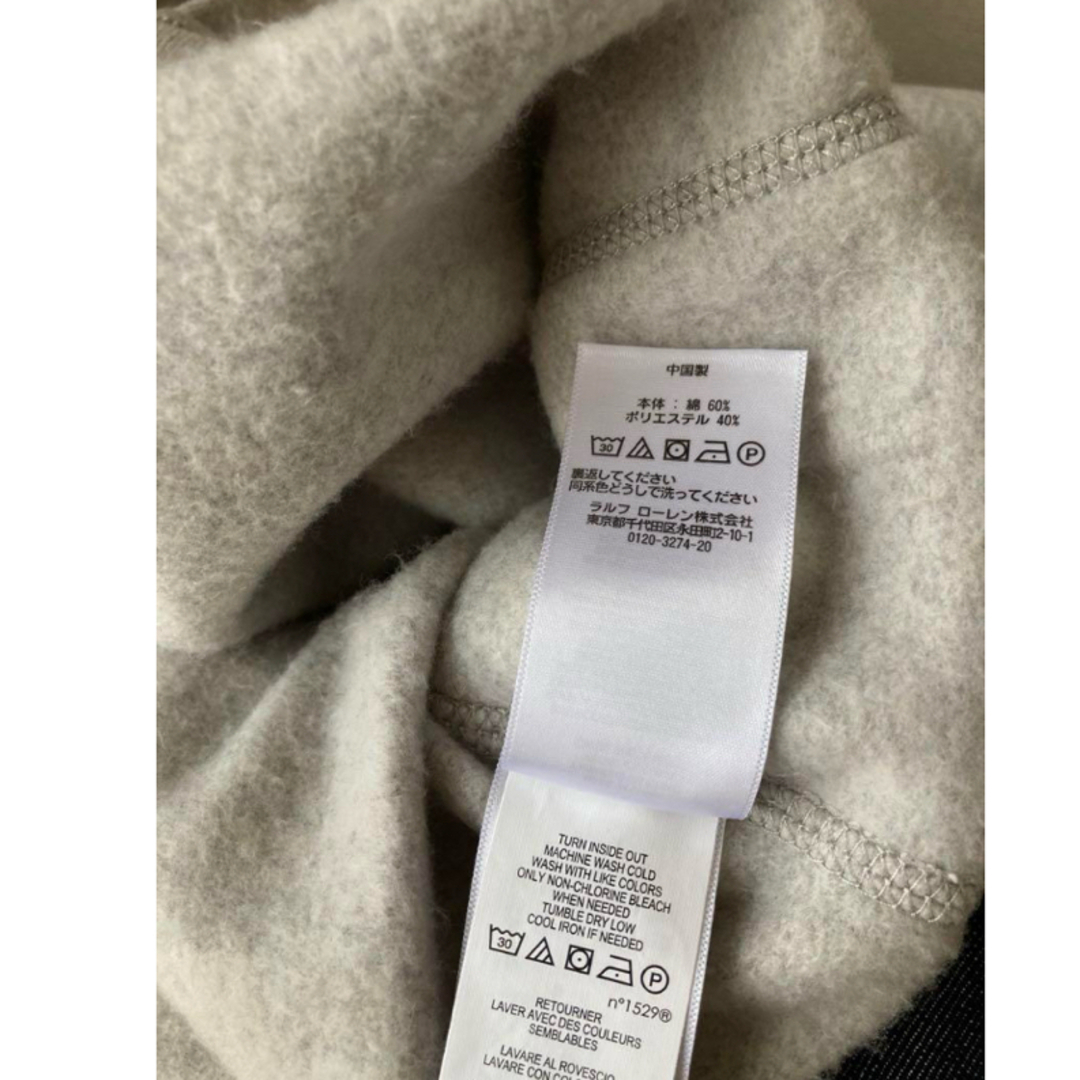 中国製
本体 : 綿 60%
ポリエステル 40%
30 P
裏返してください
同系色どうしで洗ってください
ラルフ ローレン株式会社
東京都千代田区永田町2-10-1
0120-3274-20
TURN INSIDE OUT
MACHINE WASH COLD
WASH WITH LIKE COLORS
ONLY NON-CHLORINE BLEACH
WHEN NEEDED
TUMBLE DRY LOW
COOL IRON IF NEEDED
30 P
n°1529®
RETOURNER
LAVER AVEC DES COULEURS
SEMBLABLES
LAVARE AL ROVESCIO
LAVARE CON